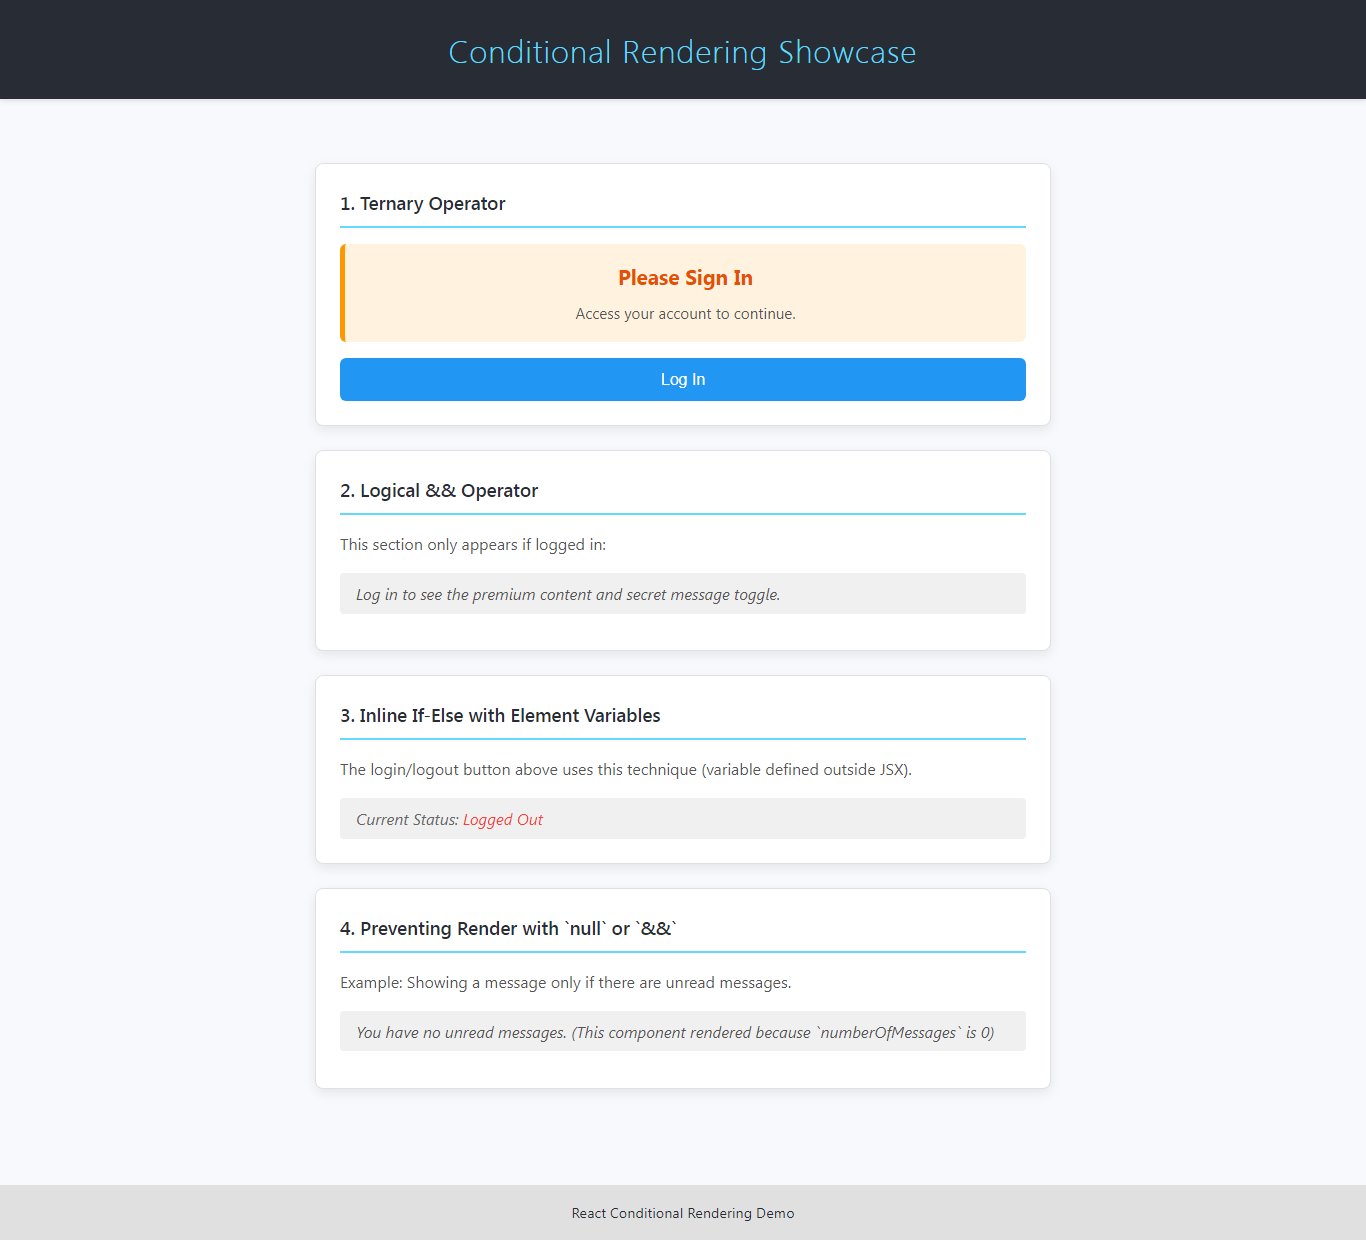 Conditional Rendering Showcase
1. Ternary Operator
Please Sign In
Access your account to continue.
Log In
2. Logical && Operator
This section only appears if logged in:
Log in to see the premium content and secret message toggle.
3. Inline If-Else with Element Variables
The login/logout button above uses this technique (variable defined outside JSX).
Current Status: Logged Out
4. Preventing Render with `null` or `&&`
Example: Showing a message only if there are unread messages.
You have no unread messages. (This component rendered because `numberOfMessages` is 0)
React Conditional Rendering Demo